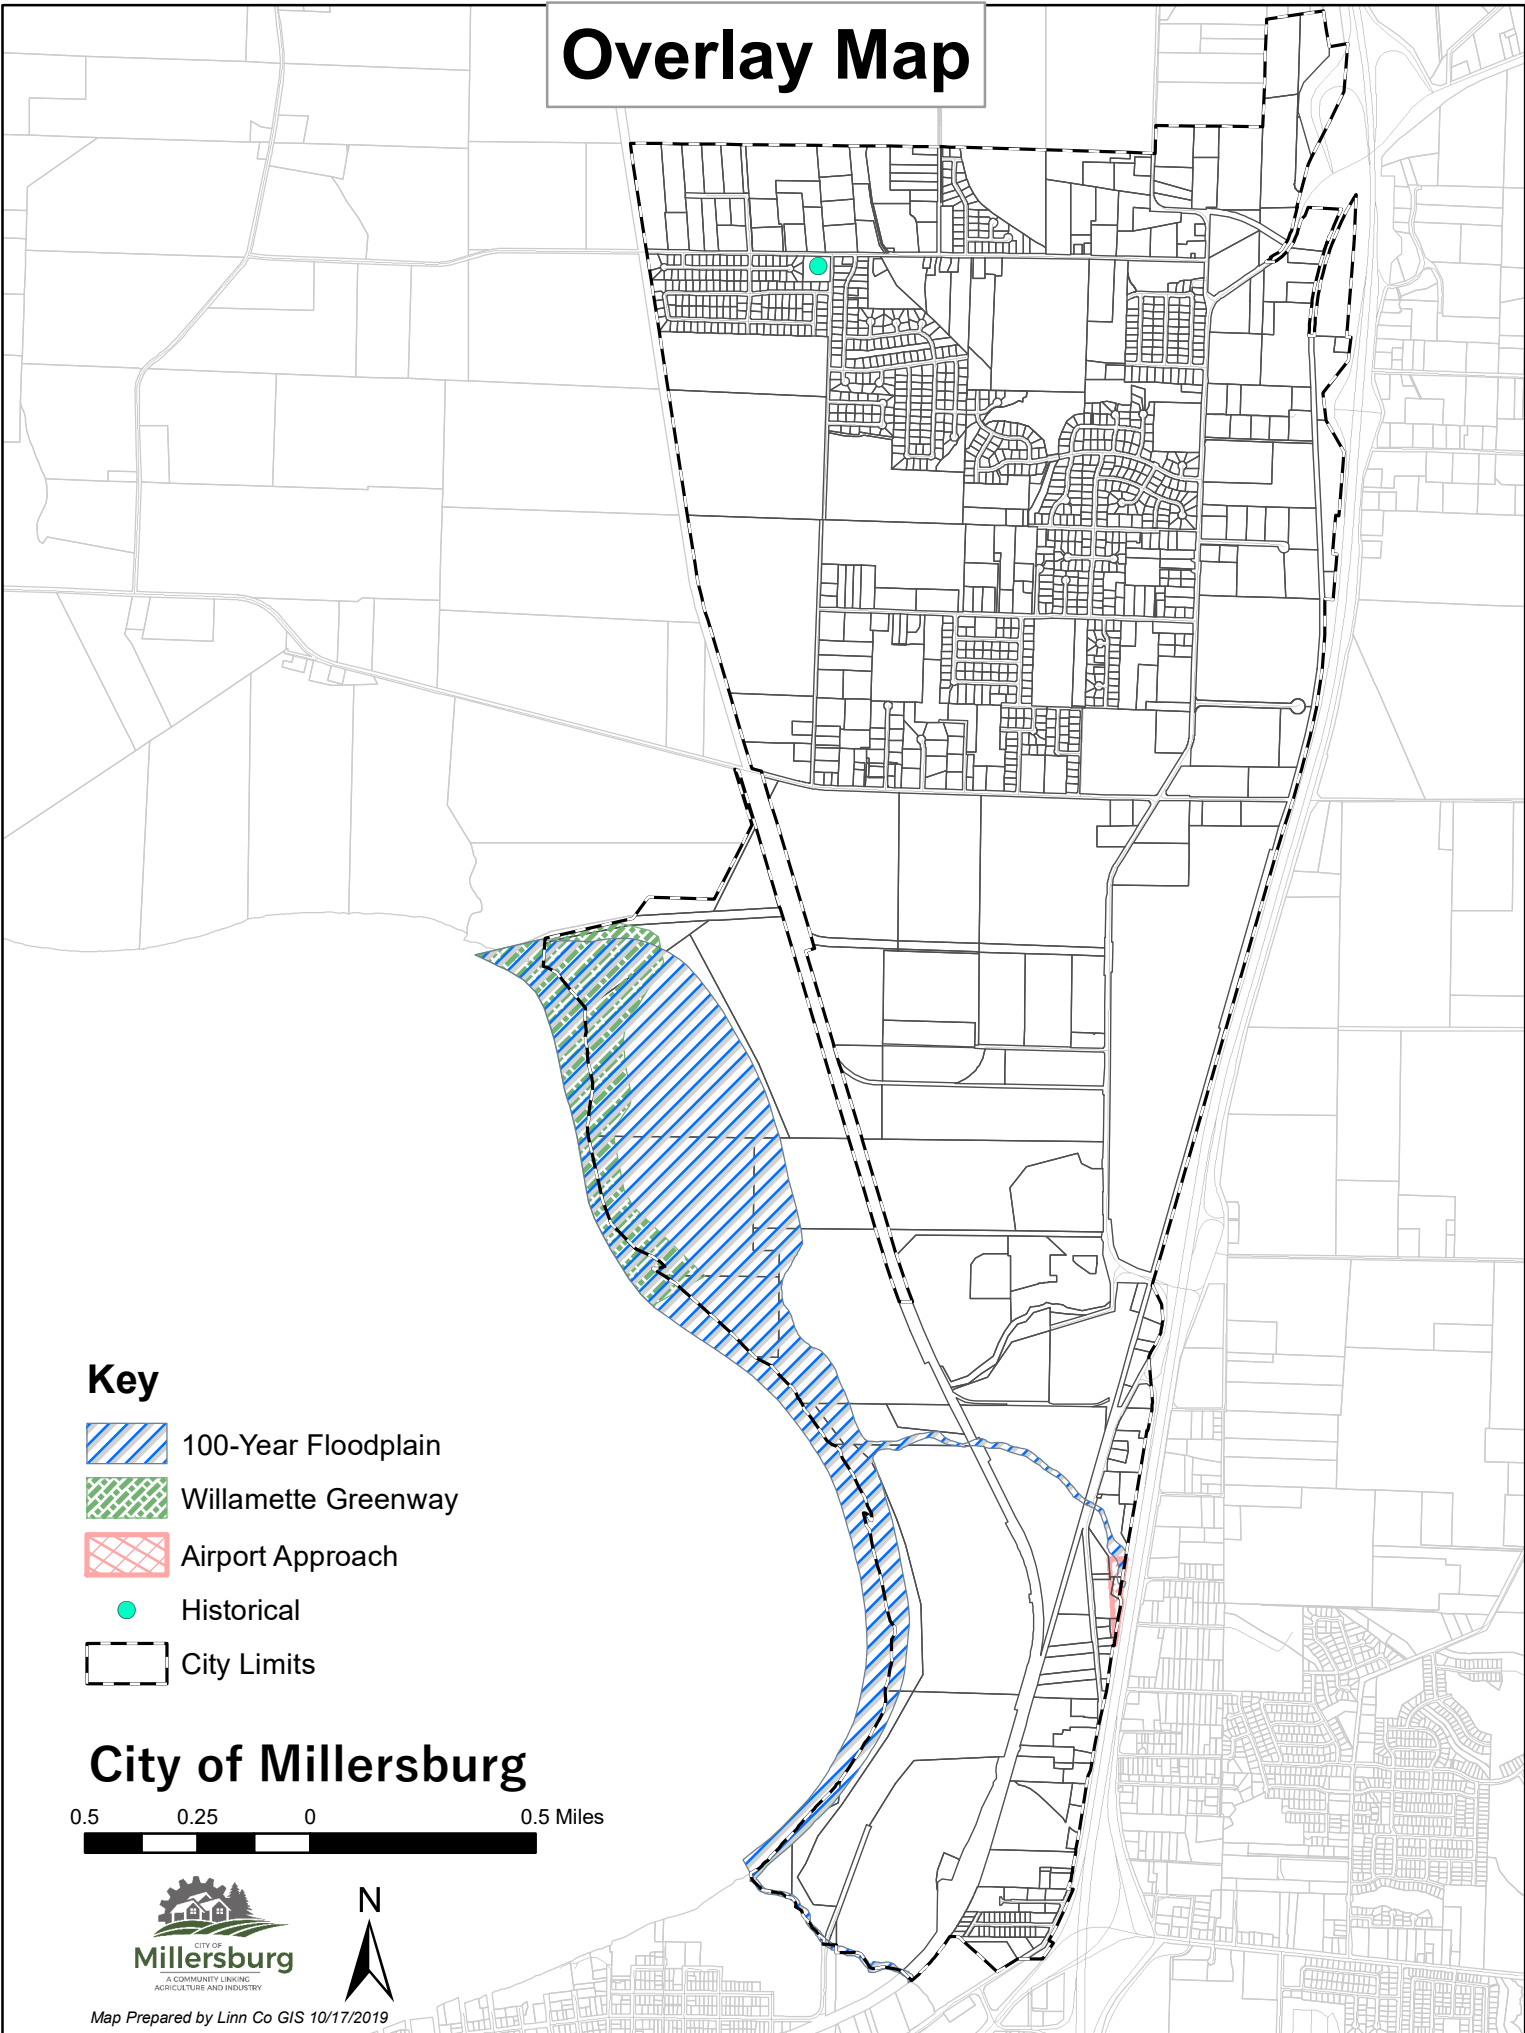 Overlay Map
Key
100-Year Floodplain
Willamette Greenway
Airport Approach
Historical
City Limits
City of Millersburg
0.5 0.25 0 0.5 Miles
N
CITY OF
Millersburg
A COMMUNITY LINKING
AGRICULTURE AND INDUSTRY
Map Prepared by Linn Co GIS 10/17/2019